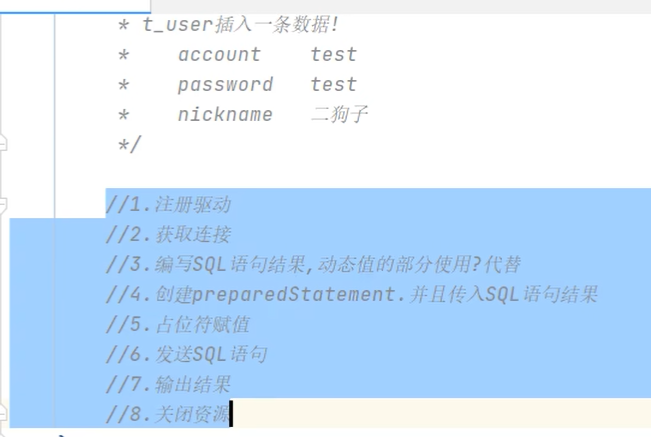 * t_user插入一条数据!
*    account    test
*    password   test
*    nickname   二狗子
*/
//1.注册驱动
//2.获取连接
//3.编写SQL语句结果,动态值的部分使用?代替
//4.创建preparedStatement.并且传入SQL语句结果
//5.占位符赋值
//6.发送SQL语句
//7.输出结果
//8.关闭资源